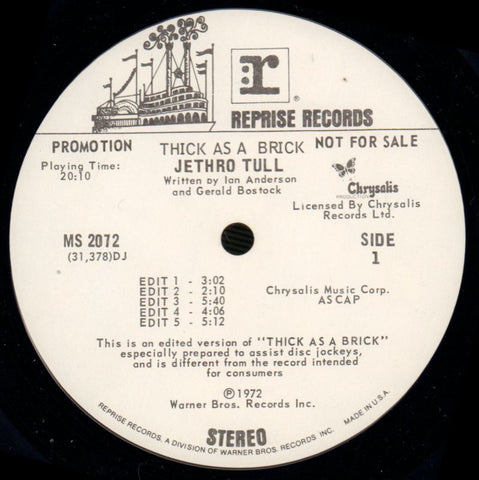 r ®
REPRISE RECORDS
PROMOTION THICK AS A BRICK NOT FOR SALE
Playing Time:
20:10
JETHRO TULL
Written by Ian Anderson
and Gerald Bostock
Chrysalis
PRODUCTION
Licensed By Chrysalis
Records Ltd.
MS 2072
(31,378)DJ
SIDE
1
EDIT 1 - 3:02
EDIT 2 - 2:10
EDIT 3 - 5:40
EDIT 4 - 4:06
EDIT 5 - 5:12
Chrysalis Music Corp.
ASCAP
This is an edited version of "THICK AS A BRICK"
especially prepared to assist disc jockeys,
and is different from the record intended
for consumers
℗1972
Warner Bros. Records Inc.
STEREO
REPRISE RECORDS, A DIVISION OF WARNER BROS. RECORDS INC. MADE IN U.S.A.